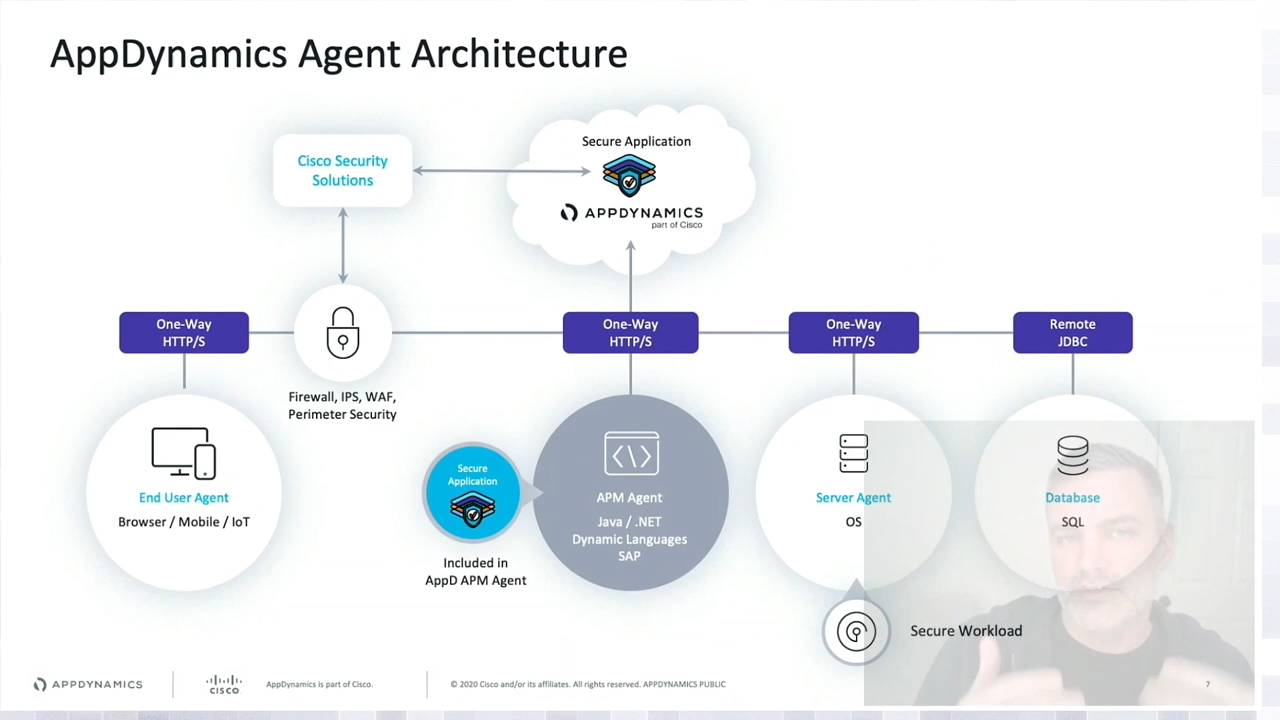 AppDynamics Agent Architecture
Cisco Security
Solutions
Secure Application
APPDYNAMICS
part of Cisco
One-Way
HTTP/S
One-Way
HTTP/S
One-Way
HTTP/S
Remote
JDBC
Firewall, IPS, WAF,
Perimeter Security
End User Agent
Browser / Mobile / IoT
Secure
Application
Included in
AppD APM Agent
APM Agent
Java / .NET
Dynamic Languages
SAP
Server Agent
OS
Database
SQL
Secure Workload
APPDYNAMICS
CISCO
AppDynamics is part of Cisco.
© 2020 Cisco and/or its affiliates. All rights reserved. APPDYNAMICS PUBLIC
7